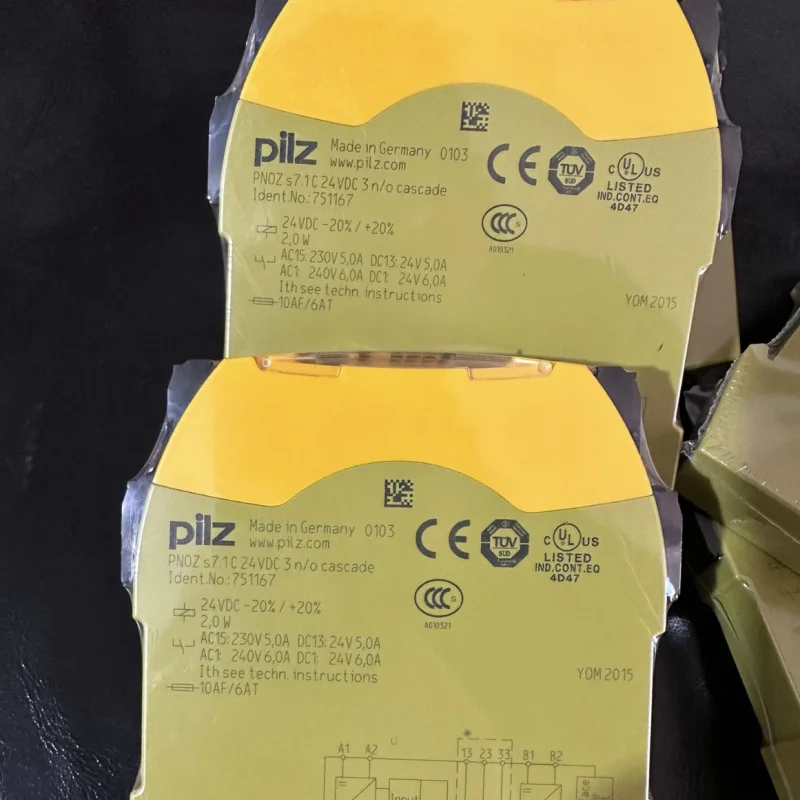 pilz Made in Germany 0103
www.pilz.com
PNOZ s7.1 C 24VDC 3 n/o cascade
Ident.No.:751167
CE
TÜV
SÜD
C UL US
LISTED
IND.CONT.EQ
4D47
24VDC -20% / +20%
2,0 W
CCC S
A010321
AC15: 230V 5,0A DC13: 24V 5,0A
AC1: 240V 6,0A DC1: 24V 6,0A
Ith see techn. instructions
10AF/6AT
YOM 2015
pilz Made in Germany 0103
www.pilz.com
PNOZ s7.1 C 24VDC 3 n/o cascade
Ident.No.:751167
CE
TÜV
SÜD
C UL US
LISTED
IND.CONT.EQ
4D47
24VDC -20% / +20%
2,0 W
CCC S
A010321
AC15: 230V 5,0A DC13: 24V 5,0A
AC1: 240V 6,0A DC1: 24V 6,0A
Ith see techn. instructions
10AF/6AT
YOM 2015
*
A1 A2 13 23 33 B1 B2
Input